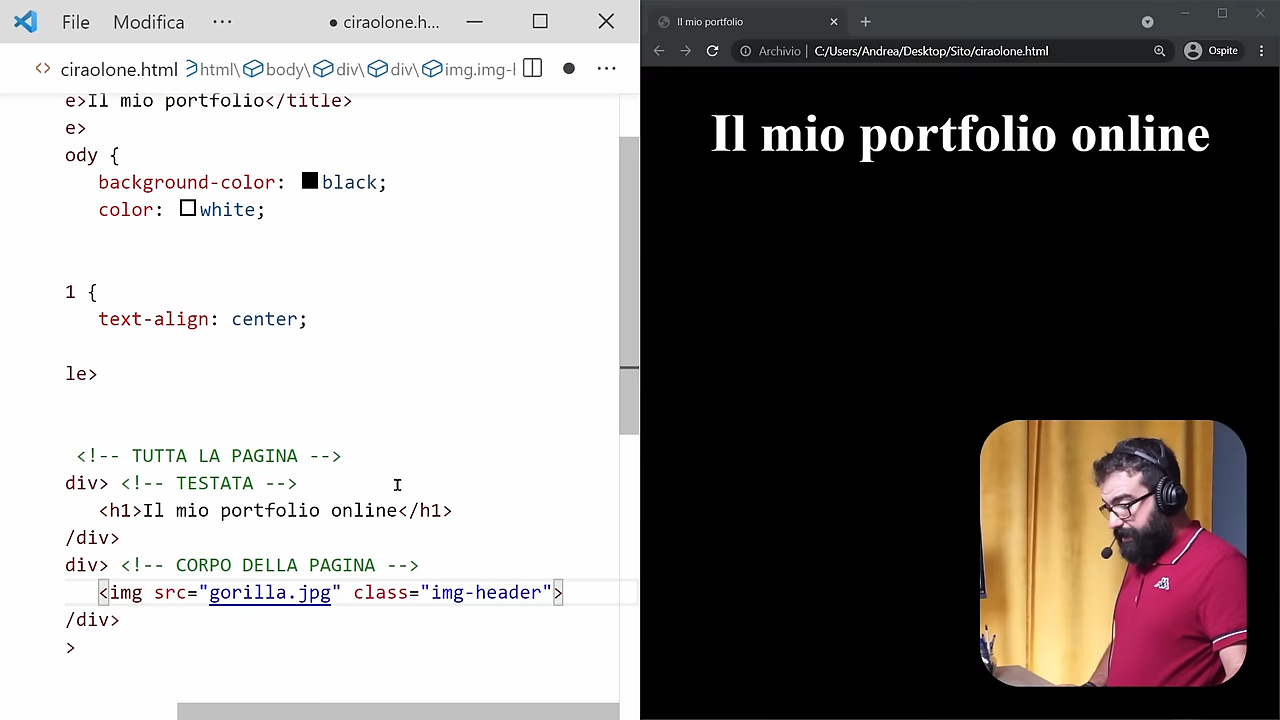 File Modifica ··· ● ciraolone.h...
ciraolone.html html\ body\ div\ div\ img.img-l ● ···
e>Il mio portfolio</title>
e>
ody {
background-color: black;
color: white;
1 {
text-align: center;
le>
<!-- TUTTA LA PAGINA -->
div> <!-- TESTATA -->
<h1>Il mio portfolio online</h1>
/div>
div> <!-- CORPO DELLA PAGINA -->
<img src="gorilla.jpg" class="img-header">
/div>
>
Il mio portfolio
Archivio | C:/Users/Andrea/Desktop/Sito/ciraolone.html Ospite
Il mio portfolio online